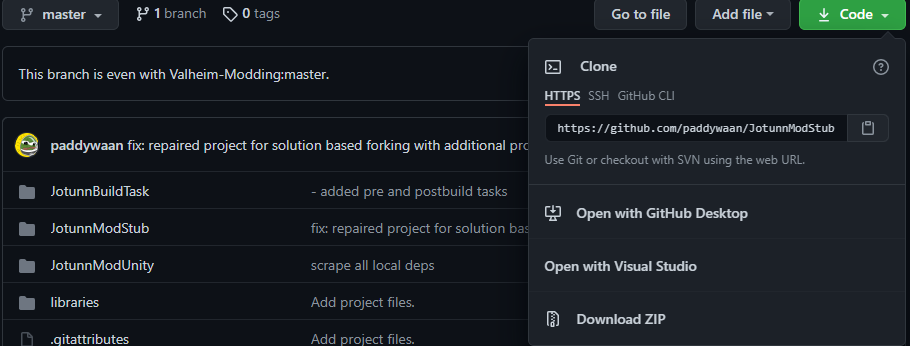 master
1 branch
0 tags
Go to file
Add file
Code
This branch is even with Valheim-Modding:master.
Clone
HTTPS SSH GitHub CLI
https://github.com/paddywaan/JotunnModStub
Use Git or checkout with SVN using the web URL.
Open with GitHub Desktop
Open with Visual Studio
Download ZIP
paddywaan fix: repaired project for solution based forking with additional pro
JotunnBuildTask - added pre and postbuild tasks
JotunnModStub fix: repaired project for solution bas
JotunnModUnity scrape all local deps
libraries Add project files.
.gitattributes Add project files.